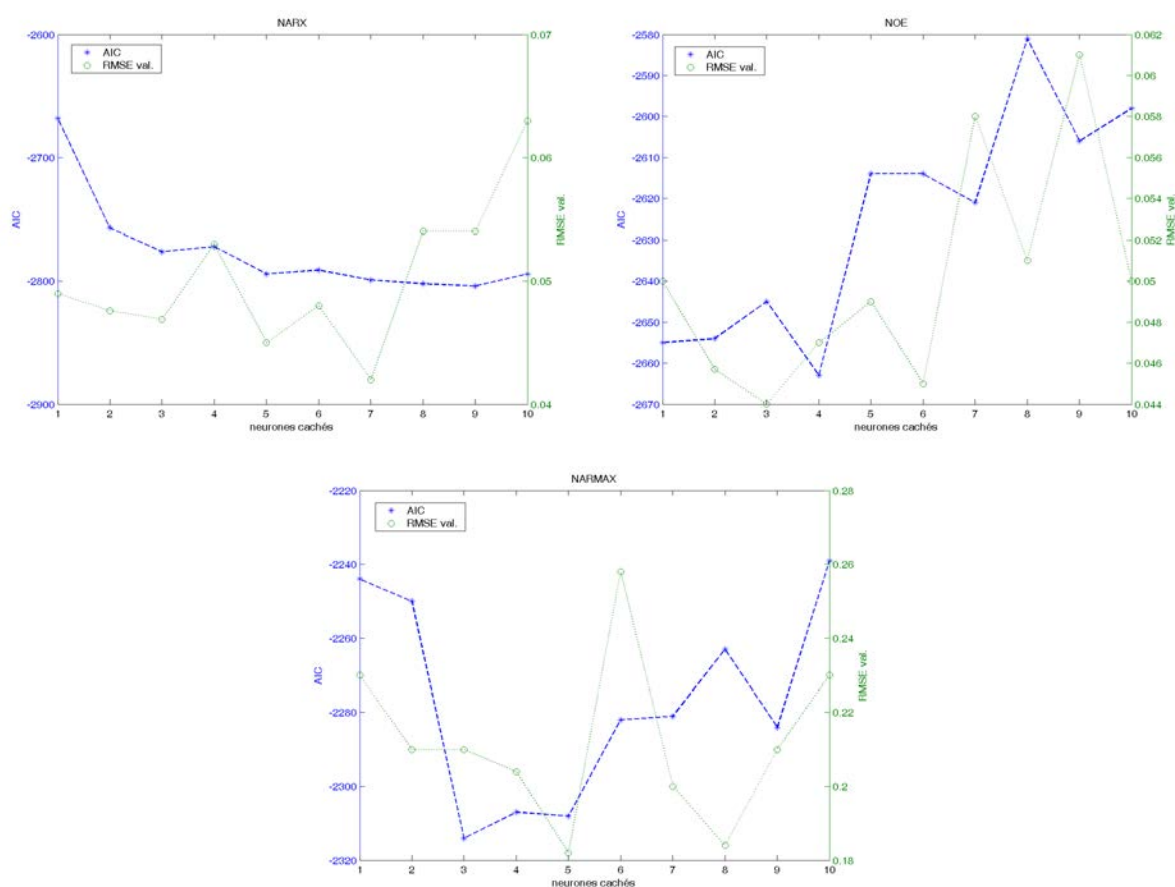 NARX
AIC
RMSE val.
-2600
-2700
-2800
-2900
AIC
0.07
0.06
0.05
0.04
RMSE val.
1 2 3 4 5 6 7 8 9 10
neurones cachés
NOE
AIC
RMSE val.
-2580
-2590
-2600
-2610
-2620
-2630
-2640
-2650
-2660
-2670
AIC
0.062
0.06
0.058
0.056
0.054
0.052
0.05
0.048
0.046
0.044
RMSE val.
1 2 3 4 5 6 7 8 9 10
neurones cachés
NARMAX
AIC
RMSE val.
-2220
-2240
-2260
-2280
-2300
-2320
AIC
0.28
0.26
0.24
0.22
0.2
0.18
RMSE val.
1 2 3 4 5 6 7 8 9 10
neurones cachés